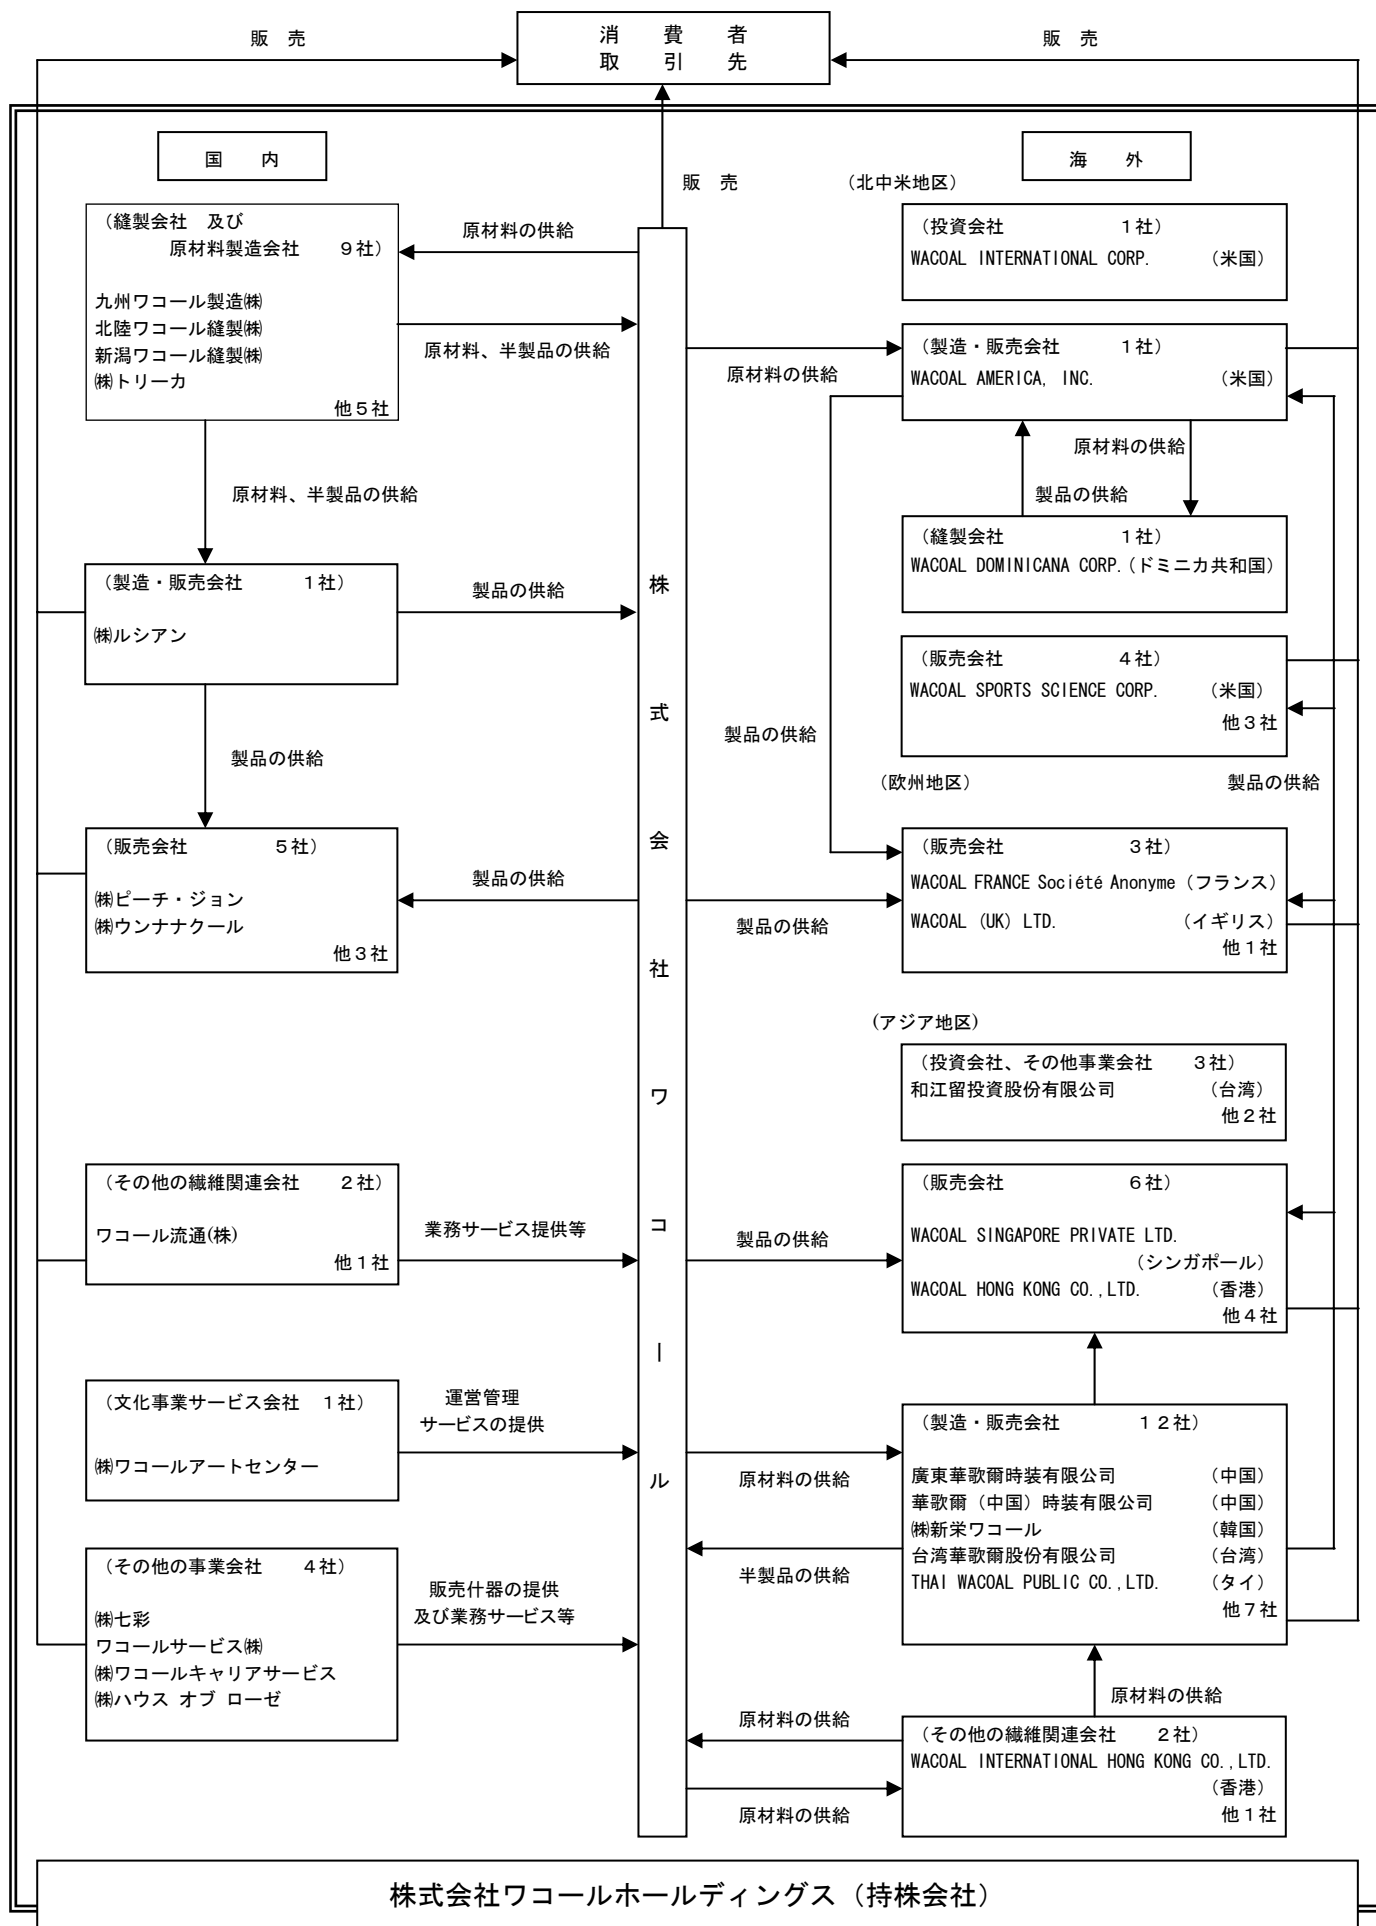 販 売
消 費 者
取 引 先
販 売
国 内
海 外
販 売
(北中米地区)
(縫製会社 及び
原材料製造会社 9社)
九州ワコール製造㈱
北陸ワコール縫製㈱
新潟ワコール縫製㈱
㈱トリーカ
他5社
原材料の供給
原材料、半製品の供給
原材料、半製品の供給
(製造・販売会社 1社)
㈱ルシアン
製品の供給
製品の供給
(販売会社 5社)
㈱ピーチ・ジョン
㈱ウンナナクール
他3社
製品の供給
(その他の繊維関連会社 2社)
ワコール流通(株)
他1社
業務サービス提供等
(文化事業サービス会社 1社)
㈱ワコールアートセンター
運営管理
サービスの提供
(その他の事業会社 4社)
㈱七彩
ワコールサービス㈱
㈱ワコールキャリアサービス
㈱ハウス オブ ローゼ
販売什器の提供
及び業務サービス等
株式会社ワコール
(投資会社 1社)
WACOAL INTERNATIONAL CORP. (米国)
原材料の供給
(製造・販売会社 1社)
WACOAL AMERICA, INC. (米国)
原材料の供給
製品の供給
(縫製会社 1社)
WACOAL DOMINICANA CORP.(ドミニカ共和国)
(販売会社 4社)
WACOAL SPORTS SCIENCE CORP. (米国)
他3社
製品の供給
(欧州地区)
製品の供給
(販売会社 3社)
WACOAL FRANCE Société Anonyme (フランス)
WACOAL (UK) LTD. (イギリス)
他1社
製品の供給
(アジア地区)
(投資会社、その他事業会社 3社)
和江留投資股份有限公司 (台湾)
他2社
(販売会社 6社)
WACOAL SINGAPORE PRIVATE LTD.
(シンガポール)
WACOAL HONG KONG CO.,LTD. (香港)
他4社
製品の供給
(製造・販売会社 12社)
廣東華歌爾時装有限公司 (中国)
華歌爾(中国)時装有限公司 (中国)
㈱新栄ワコール (韓国)
台湾華歌爾股份有限公司 (台湾)
THAI WACOAL PUBLIC CO.,LTD. (タイ)
他7社
原材料の供給
半製品の供給
原材料の供給
原材料の供給
(その他の繊維関連会社 2社)
WACOAL INTERNATIONAL HONG KONG CO.,LTD.
(香港)
他1社
原材料の供給
株式会社ワコールホールディングス(持株会社)